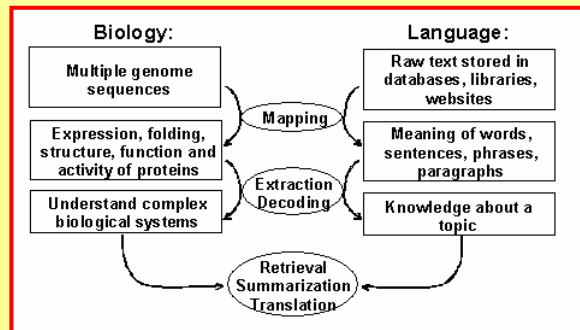 Biology:
Language:
Multiple genome
sequences
Raw text stored in
databases, libraries,
websites
Mapping
Expression, folding,
structure, function and
activity of proteins
Meaning of words,
sentences, phrases,
paragraphs
Extraction
Decoding
Understand complex
biological systems
Knowledge about a
topic
Retrieval
Summarization
Translation